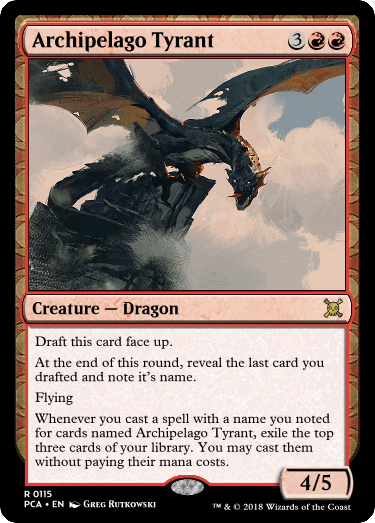 Archipelago Tyrant 3
Creature — Dragon
Draft this card face up.
At the end of this round, reveal the last card you
drafted and note it's name.
Flying
Whenever you cast a spell with a name you noted
for cards named Archipelago Tyrant, exile the top
three cards of your library. You may cast them
without paying their mana costs.
4/5
R 0115
PCA • EN Greg Rutkowski
™ & © 2018 Wizards of the Coast